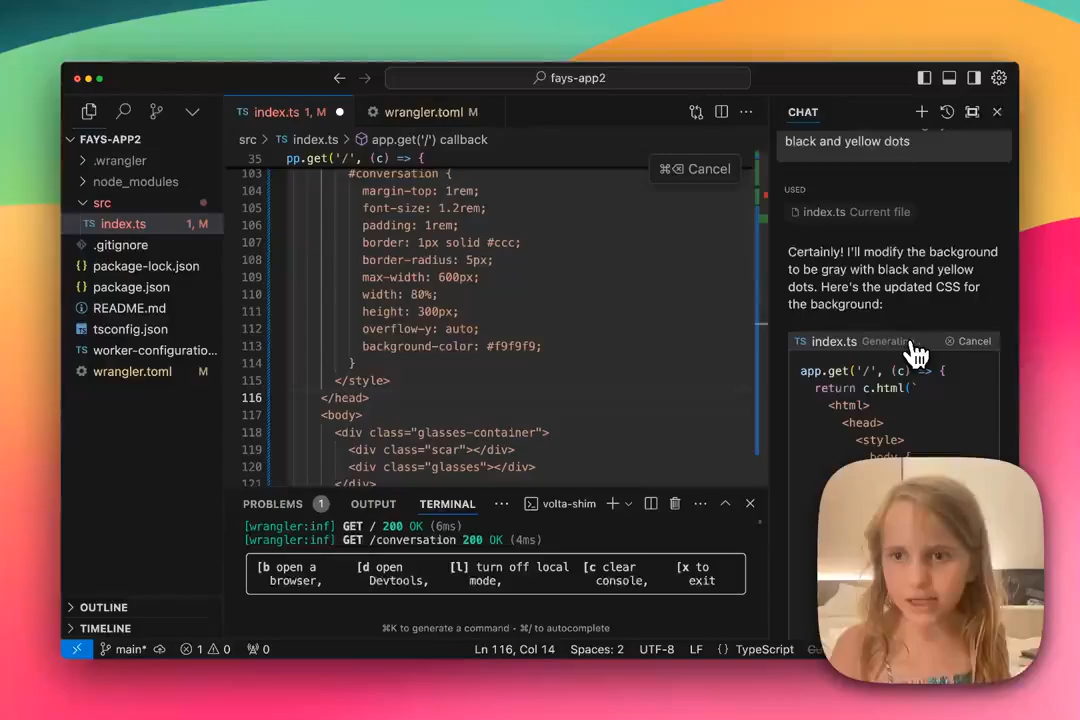 fays-app2
TS index.ts 1, M
wrangler.toml M
CHAT
FAYS-APP2
.wrangler
node_modules
src
TS index.ts 1, M
.gitignore
{} package-lock.json
{} package.json
README.md
TS tsconfig.json
TS worker-configuratio...
wrangler.toml M
OUTLINE
TIMELINE
src > TS index.ts > app.get('/') callback
35 pp.get('/', (c) => {
⌘⌫ Cancel
103 #conversation {
104 margin-top: 1rem;
105 font-size: 1.2rem;
106 padding: 1rem;
107 border: 1px solid #ccc;
108 border-radius: 5px;
109 max-width: 600px;
110 width: 80%;
111 height: 300px;
112 overflow-y: auto;
113 background-color: #f9f9f9;
114 }
115 </style>
116 </head>
117 <body>
118 <div class="glasses-container">
119 <div class="scar"></div>
120 <div class="glasses"></div>
121 </div>
PROBLEMS 1 OUTPUT TERMINAL ... volta-shim
[wrangler:inf] GET / 200 OK (6ms)
[wrangler:inf] GET /conversation 200 OK (4ms)
[b open a [d open [l] turn off local [c clear [x to
browser, Devtools, mode, console, exit
⌘K to generate a command · ⌘/ to autocomplete
black and yellow dots
USED
index.ts Current file
Certainly! I'll modify the background
to be gray with black and yellow
dots. Here's the updated CSS for
the background:
TS index.ts Cancel
app.get('/', (c) => {
return c.html(`
<html>
<head>
<style>
body {
main* 1 0 0
Ln 116, Col 14 Spaces: 2 UTF-8 LF {} TypeScript